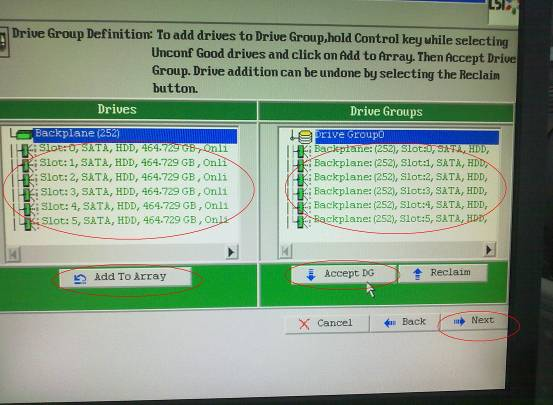 LSI
Drive Group Definition: To add drives to Drive Group,hold Control key while selecting
Unconf Good drives and click on Add to Array. Then Accept Drive
Group. Drive addition can be undone by selecting the Reclaim
button.
Drives
Drive Groups
Backplane (252)
Slot: 0, SATA, HDD, 464.729 GB, Onli
Slot: 1, SATA, HDD, 464.729 GB, Onli
Slot: 2, SATA, HDD, 464.729 GB, Onli
Slot: 3, SATA, HDD, 464.729 GB, Onli
Slot: 4, SATA, HDD, 464.729 GB, Onli
Slot: 5, SATA, HDD, 464.729 GB, Onli
Drive Group0
Backplane: (252), Slot:0, SATA, HDD,
Backplane: (252), Slot:1, SATA, HDD,
Backplane: (252), Slot:2, SATA, HDD,
Backplane: (252), Slot:3, SATA, HDD,
Backplane: (252), Slot:4, SATA, HDD,
Backplane: (252), Slot:5, SATA, HDD,
Add To Array
Accept DG
Reclaim
Cancel
Back
Next